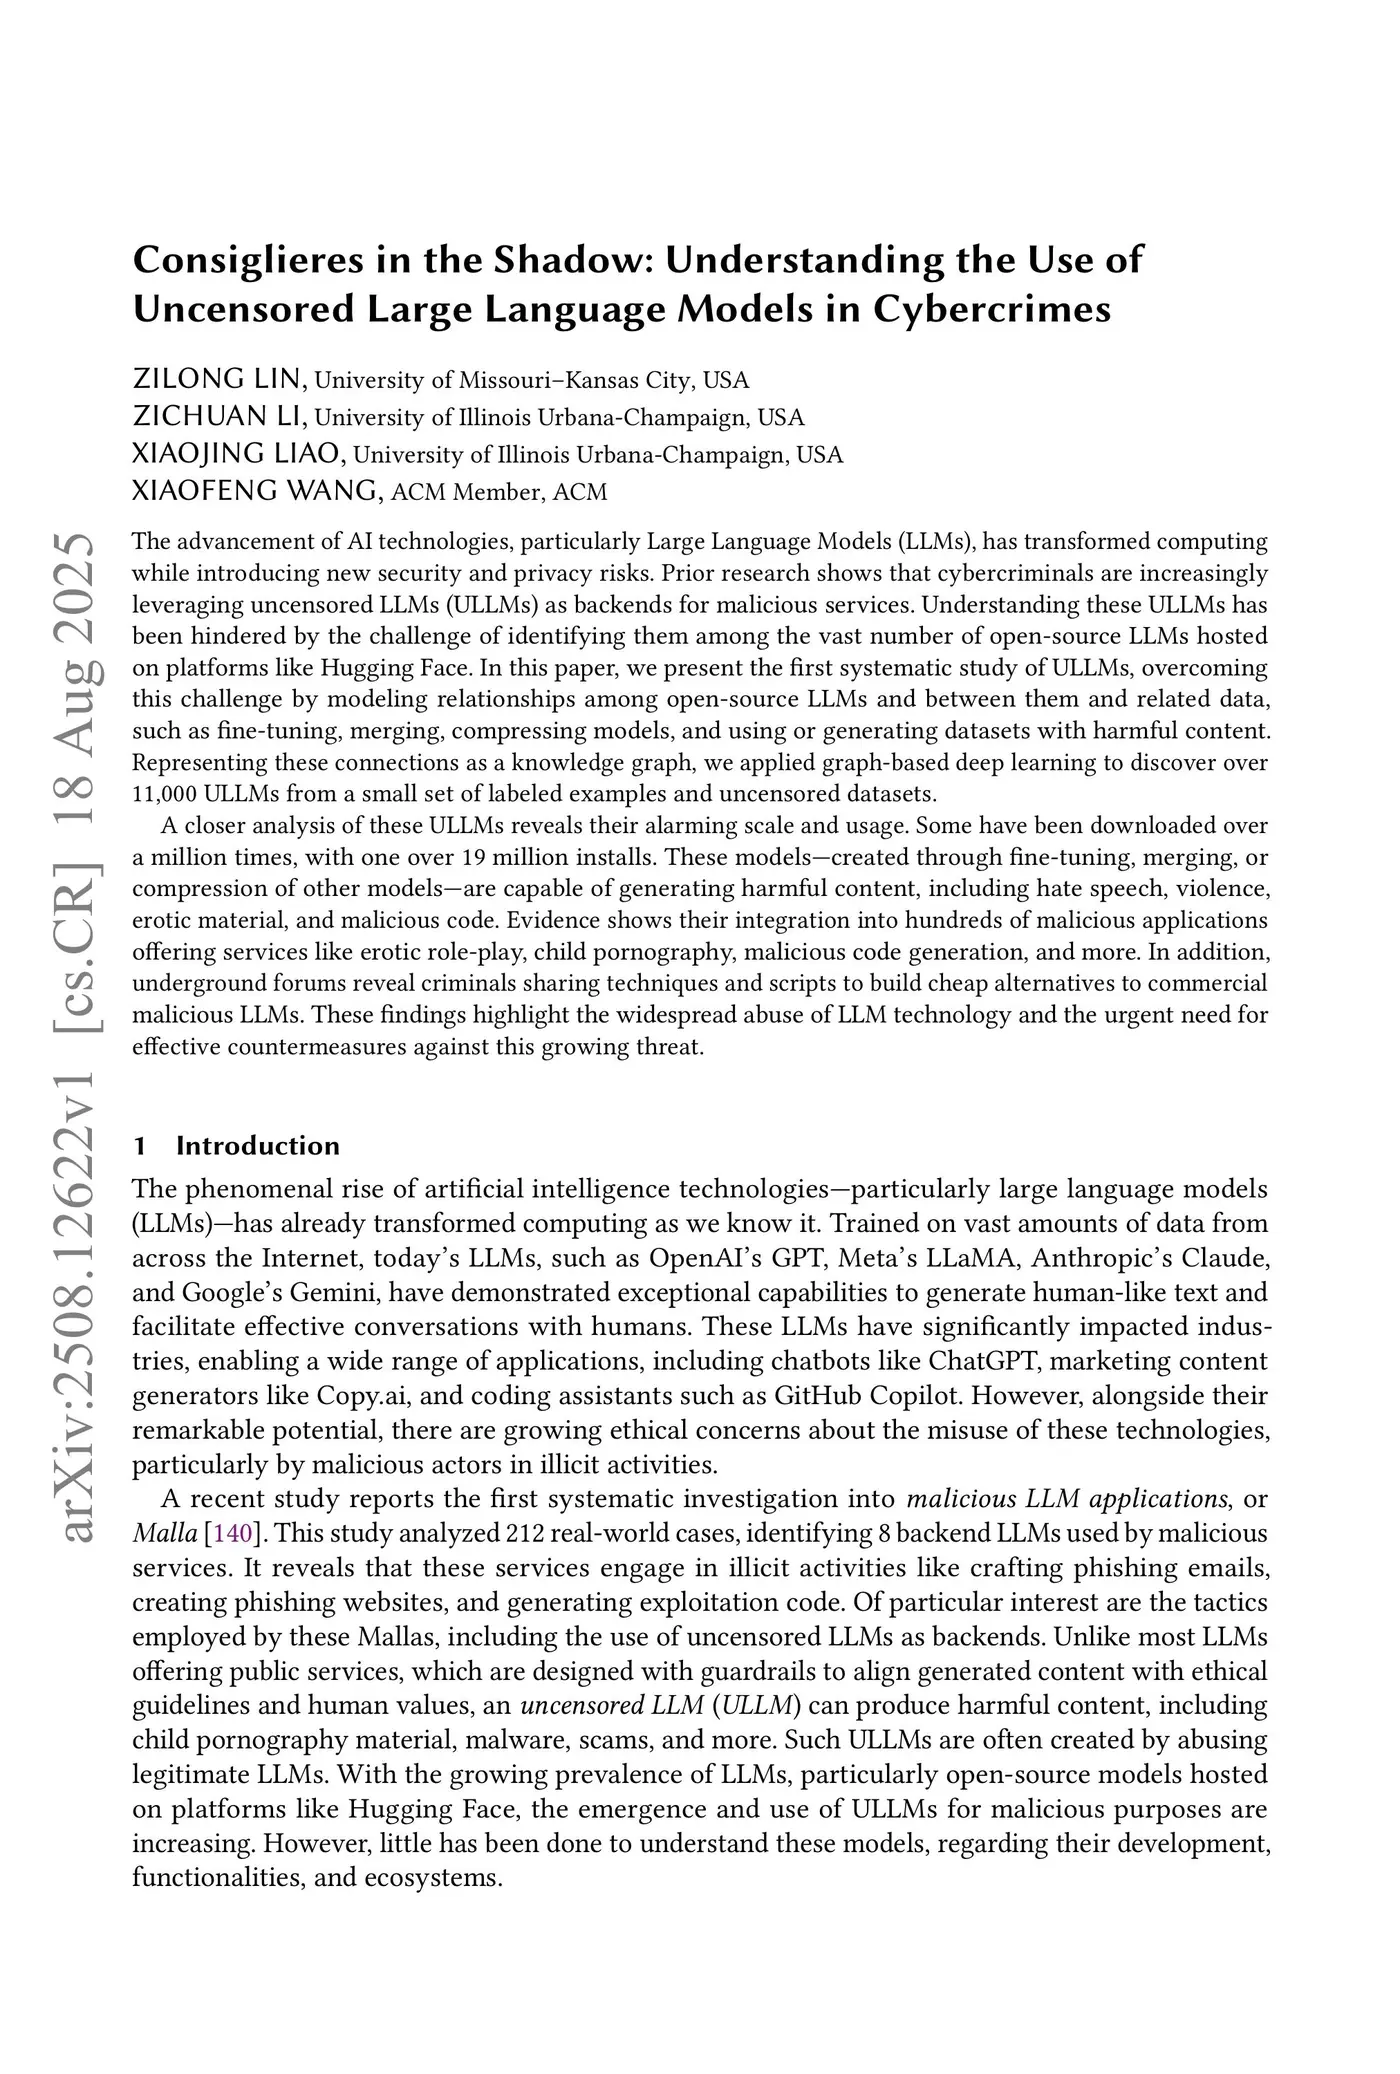 Consiglieres in the Shadow: Understanding the Use of
Uncensored Large Language Models in Cybercrimes
ZILONG LIN, University of Missouri–Kansas City, USA
ZICHUAN LI, University of Illinois Urbana-Champaign, USA
XIAOJING LIAO, University of Illinois Urbana-Champaign, USA
XIAOFENG WANG, ACM Member, ACM
The advancement of AI technologies, particularly Large Language Models (LLMs), has transformed computing
while introducing new security and privacy risks. Prior research shows that cybercriminals are increasingly
leveraging uncensored LLMs (ULLMs) as backends for malicious services. Understanding these ULLMs has
been hindered by the challenge of identifying them among the vast number of open-source LLMs hosted
on platforms like Hugging Face. In this paper, we present the first systematic study of ULLMs, overcoming
this challenge by modeling relationships among open-source LLMs and between them and related data,
such as fine-tuning, merging, compressing models, and using or generating datasets with harmful content.
Representing these connections as a knowledge graph, we applied graph-based deep learning to discover over
11,000 ULLMs from a small set of labeled examples and uncensored datasets.
A closer analysis of these ULLMs reveals their alarming scale and usage. Some have been downloaded over
a million times, with one over 19 million installs. These models—created through fine-tuning, merging, or
compression of other models—are capable of generating harmful content, including hate speech, violence,
erotic material, and malicious code. Evidence shows their integration into hundreds of malicious applications
offering services like erotic role-play, child pornography, malicious code generation, and more. In addition,
underground forums reveal criminals sharing techniques and scripts to build cheap alternatives to commercial
malicious LLMs. These findings highlight the widespread abuse of LLM technology and the urgent need for
effective countermeasures against this growing threat.
1 Introduction
The phenomenal rise of artificial intelligence technologies—particularly large language models
(LLMs)—has already transformed computing as we know it. Trained on vast amounts of data from
across the Internet, today's LLMs, such as OpenAI's GPT, Meta's LLaMA, Anthropic's Claude,
and Google's Gemini, have demonstrated exceptional capabilities to generate human-like text and
facilitate effective conversations with humans. These LLMs have significantly impacted indus-
tries, enabling a wide range of applications, including chatbots like ChatGPT, marketing content
generators like Copy.ai, and coding assistants such as GitHub Copilot. However, alongside their
remarkable potential, there are growing ethical concerns about the misuse of these technologies,
particularly by malicious actors in illicit activities.
A recent study reports the first systematic investigation into malicious LLM applications, or
Malla [140]. This study analyzed 212 real-world cases, identifying 8 backend LLMs used by malicious
services. It reveals that these services engage in illicit activities like crafting phishing emails,
creating phishing websites, and generating exploitation code. Of particular interest are the tactics
employed by these Mallas, including the use of uncensored LLMs as backends. Unlike most LLMs
offering public services, which are designed with guardrails to align generated content with ethical
guidelines and human values, an uncensored LLM (ULLM) can produce harmful content, including
child pornography material, malware, scams, and more. Such ULLMs are often created by abusing
legitimate LLMs. With the growing prevalence of LLMs, particularly open-source models hosted
on platforms like Hugging Face, the emergence and use of ULLMs for malicious purposes are
increasing. However, little has been done to understand these models, regarding their development,
functionalities, and ecosystems.
arXiv:2508.12622v1 [cs.CR] 18 Aug 2025